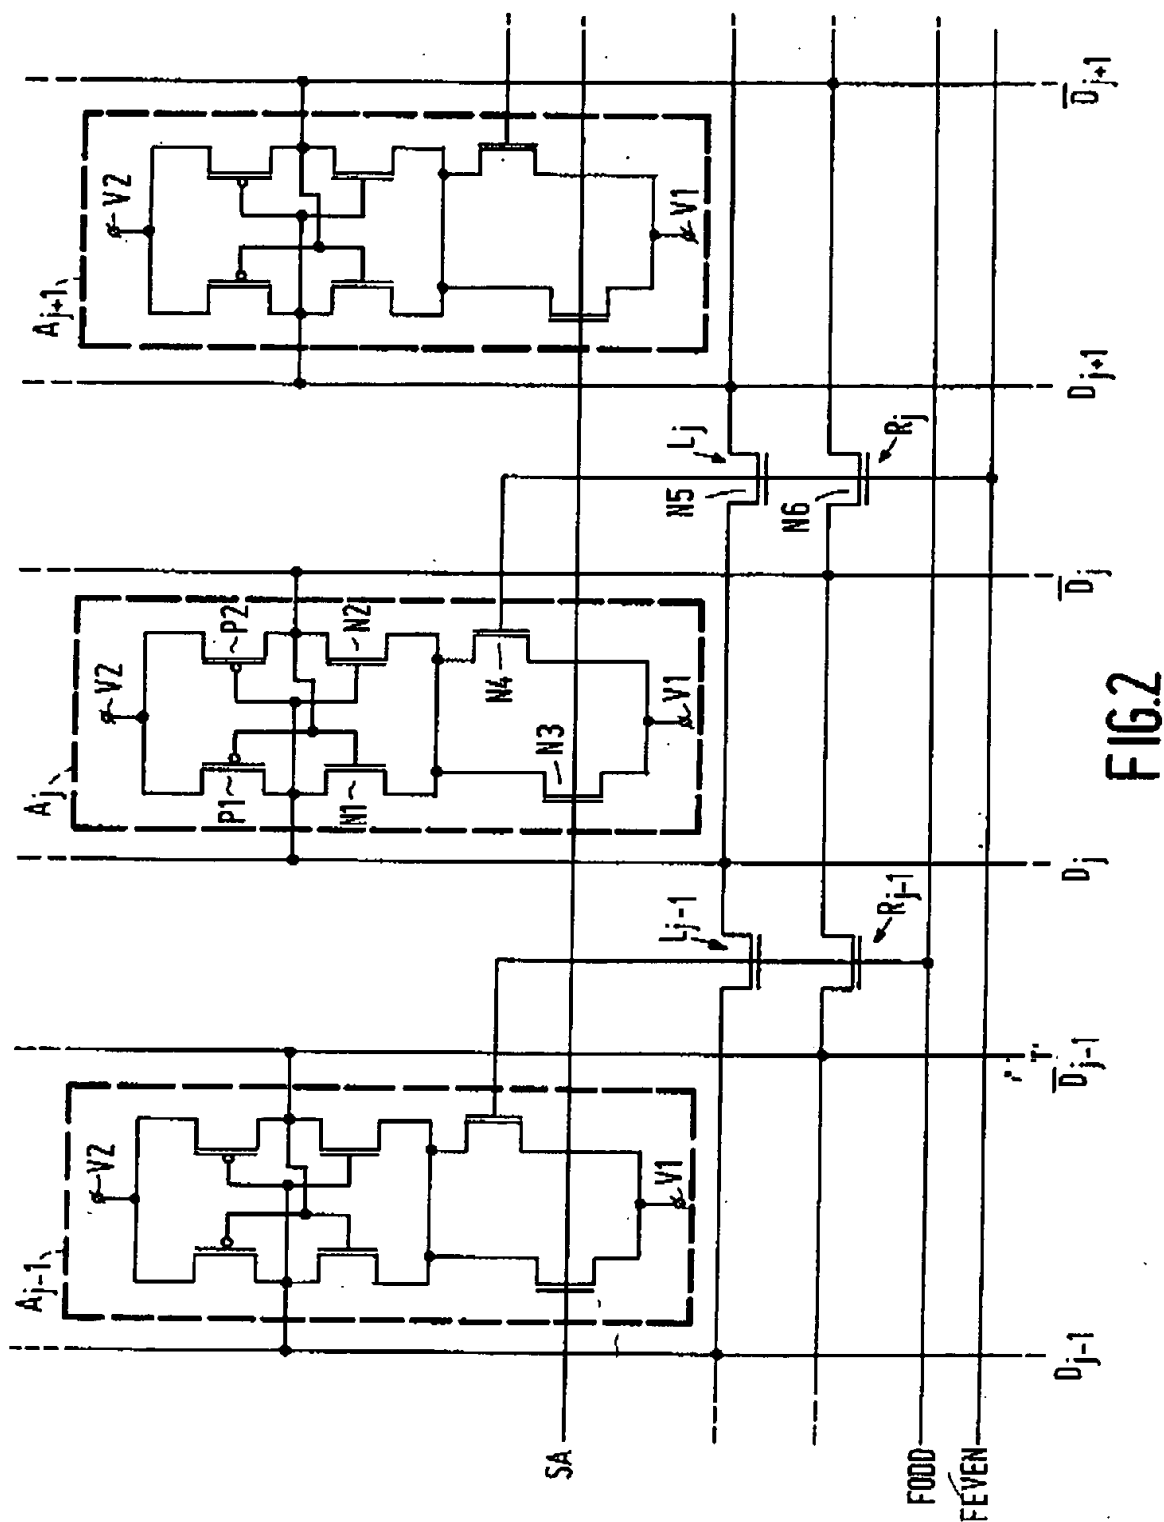 A̅j-1
V2
V1
Aj
V2
P1
P2
N1
N2
N3
N4
V1
Aj+1
V2
V1
SA
Lj-1
Rj-1
N5
Lj
N6
Rj
FODD
FEVEN
Dj-1
D̅j-1
Dj
D̅j
Dj+1
D̅j+1
FIG.2